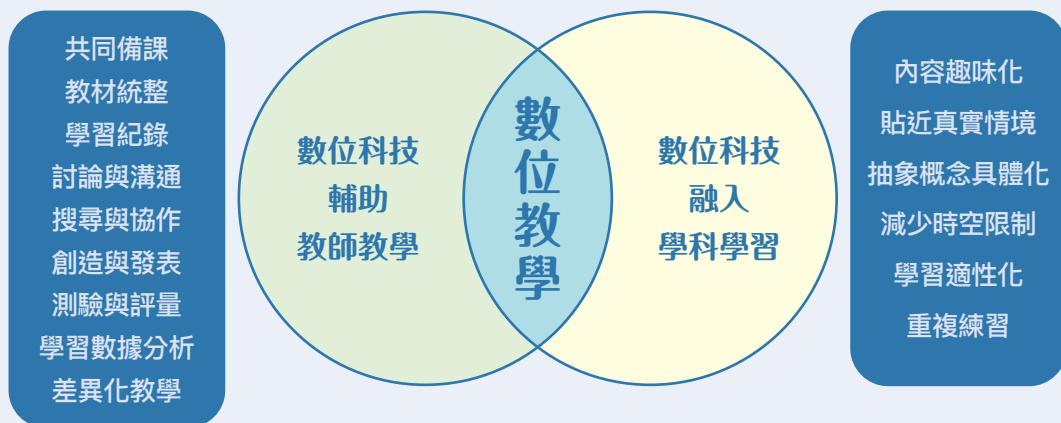 共同備課
教材統整
學習紀錄
討論與溝通
搜尋與協作
創造與發表
測驗與評量
學習數據分析
差異化教學
數位科技
輔助
教師教學
數位教學
數位科技
融入
學科學習
內容趣味化
貼近真實情境
抽象概念具體化
減少時空限制
學習適性化
重複練習